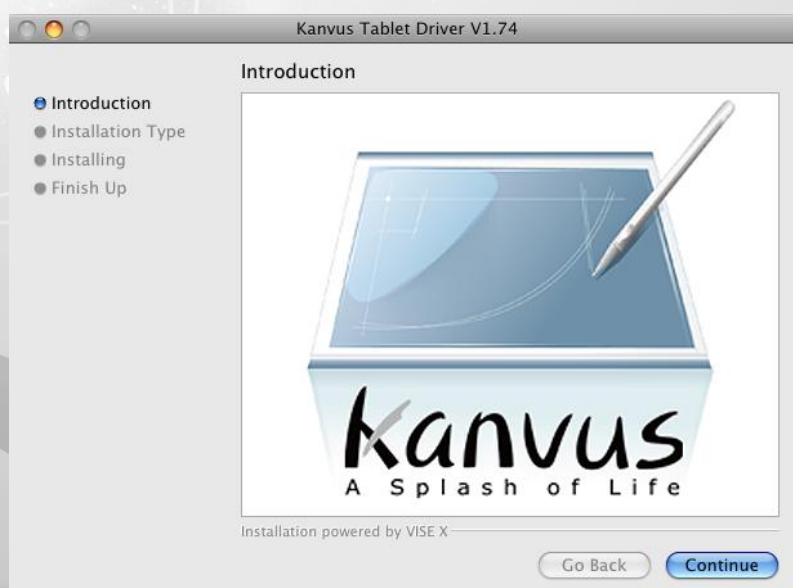 Kanvus Tablet Driver V1.74
Introduction
Introduction
Installation Type
Installing
Finish Up
kanvus
A Splash of Life
Installation powered by VISE X
Go Back
Continue